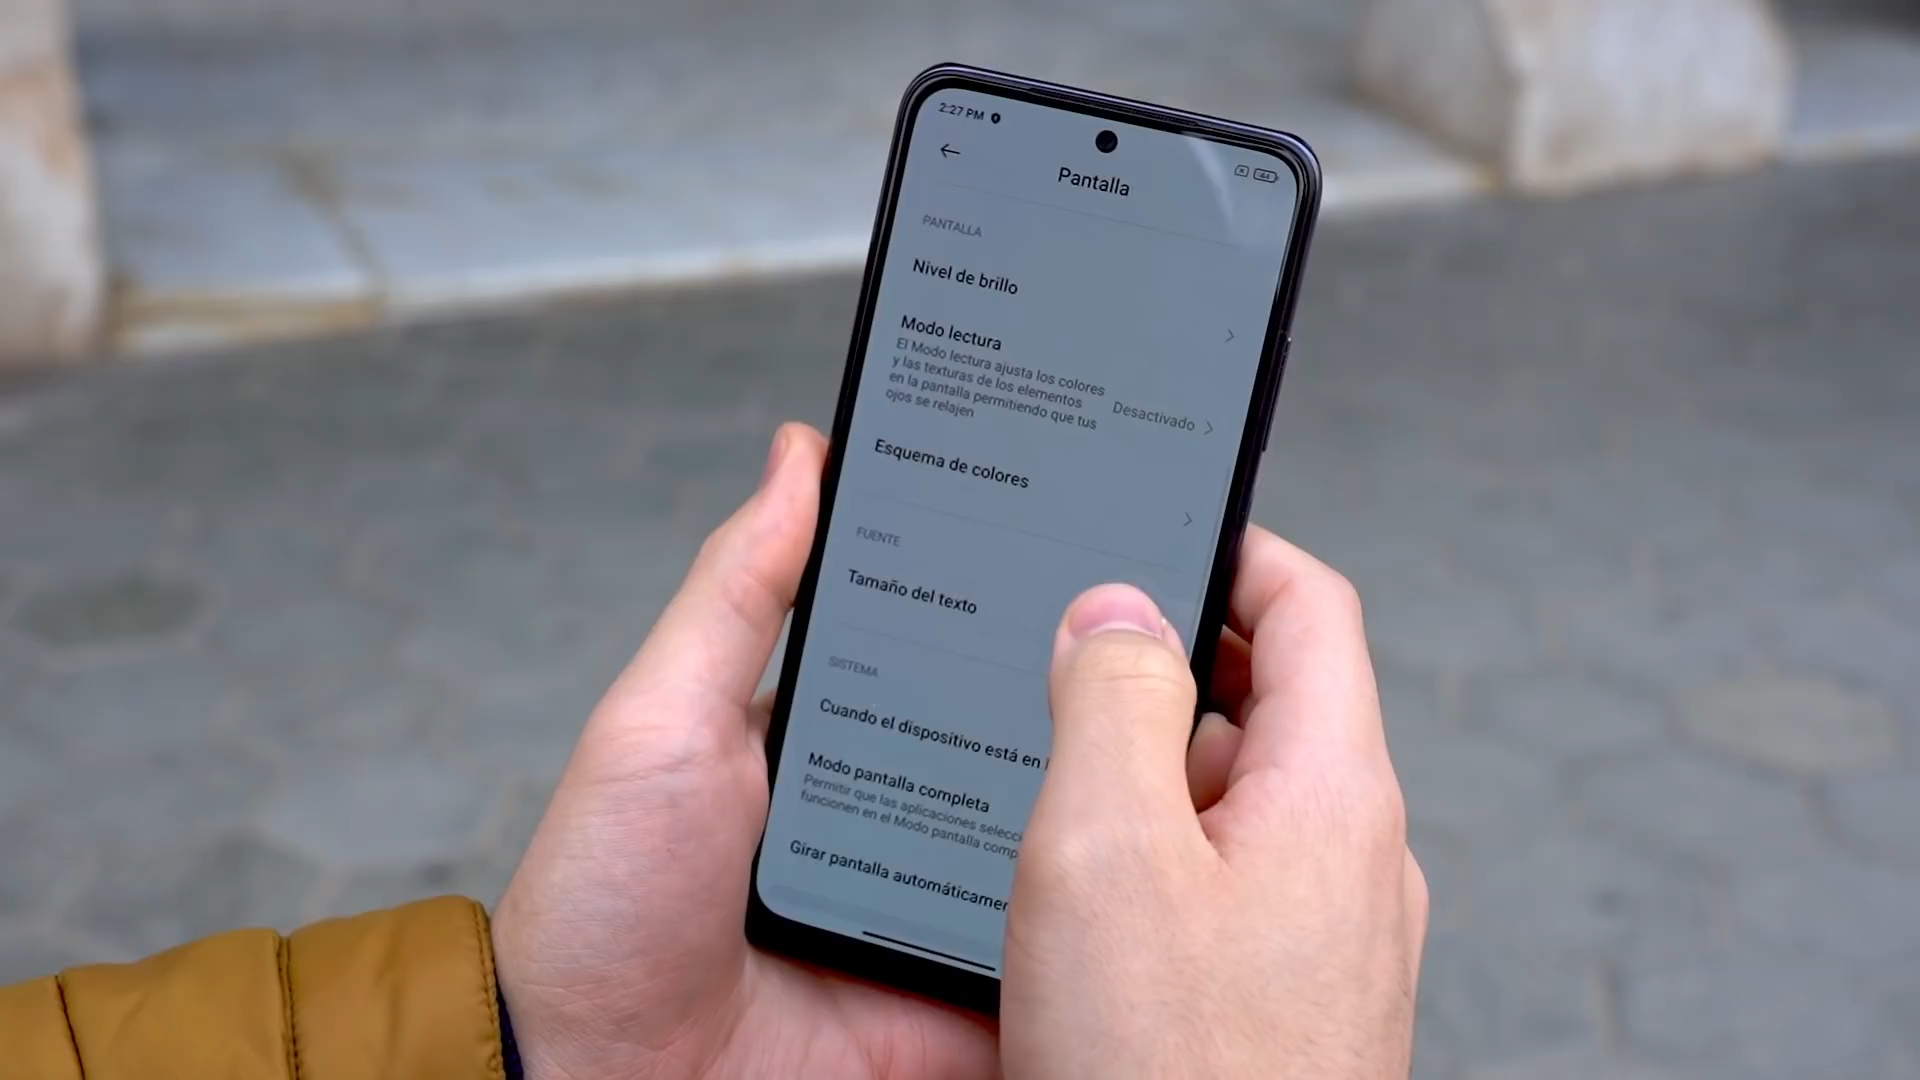 2:27 PM
44
Pantalla
PANTALLA
Nivel de brillo
Modo lectura
El Modo lectura ajusta los colores
y las texturas de los elementos
en la pantalla permitiendo que tus
ojos se relajen
Desactivado
Esquema de colores
FUENTE
Tamaño del texto
SISTEMA
Cuando el dispositivo está en
Modo pantalla completa
Permitir que las aplicaciones selecci
funcionen en el Modo pantalla comp
Girar pantalla automáticamen